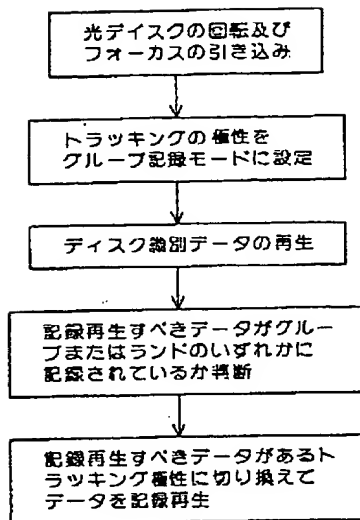 光ディスクの回転及び
フォーカスの引き込み
トラッキングの極性を
グルーブ記録モードに設定
ディスク識別データの再生
記録再生すべきデータがグルー
ブまたはランドのいずれかに
記録されているか判断
記録再生すべきデータがあるト
ラッキング極性に切り換えて
データを記録再生